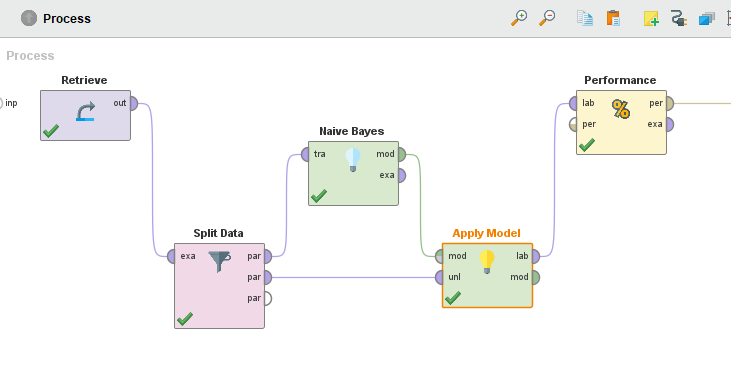 Process
Process
inp
Retrieve
out
Split Data
exa
par
par
par
Naive Bayes
tra
mod
exa
Apply Model
mod
lab
unl
mod
Performance
lab
per
%
per
exa